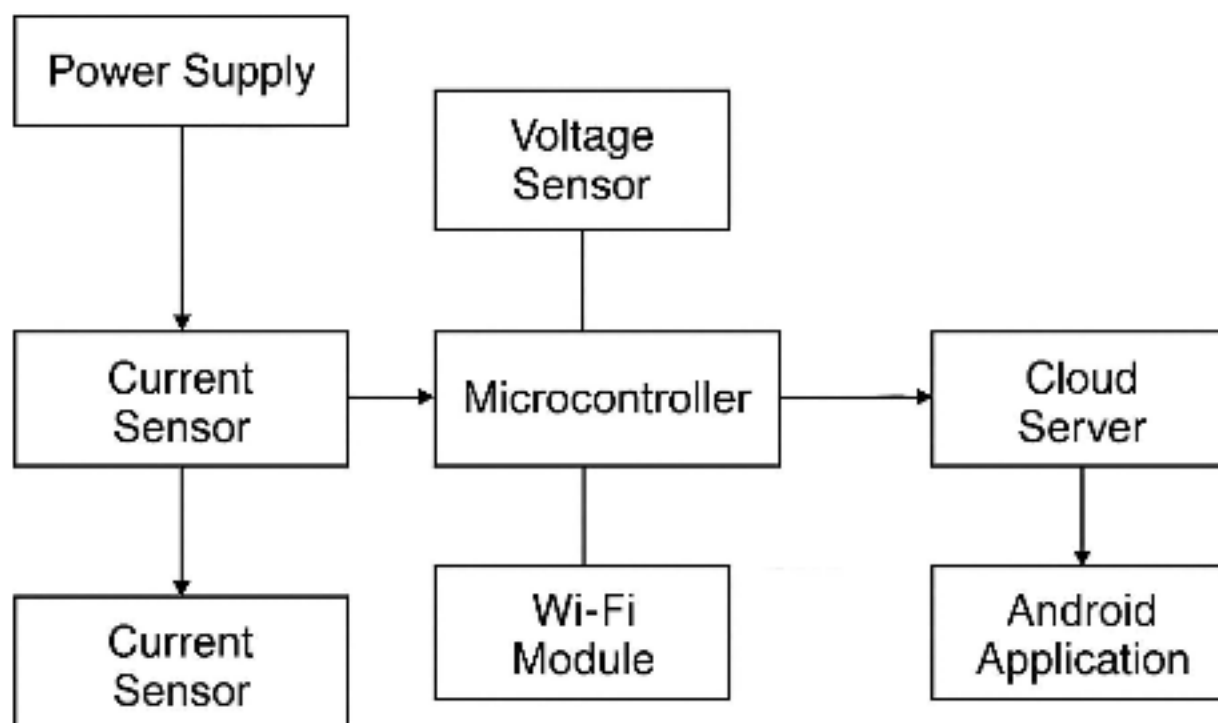 Power Supply
Voltage
Sensor
Current
Sensor
Microcontroller
Cloud
Server
Current
Sensor
Wi-Fi
Module
Android
Application